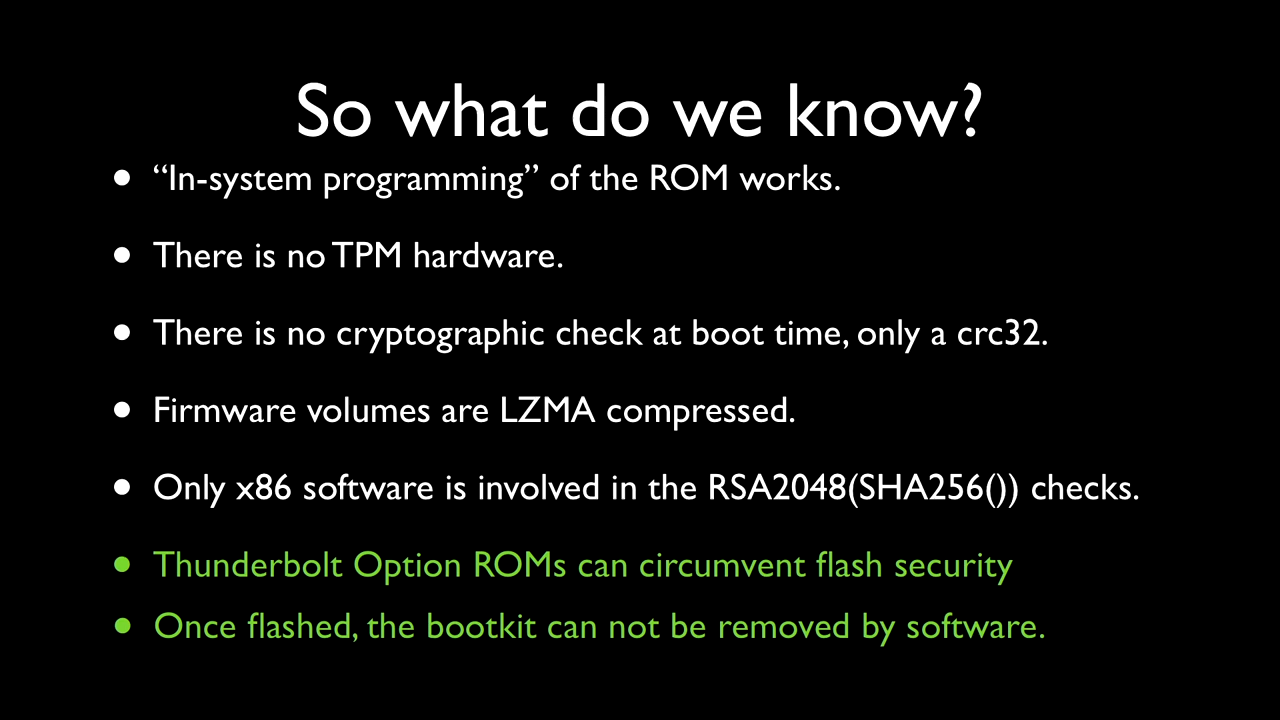 So what do we know?
• “In-system programming” of the ROM works.
• There is no TPM hardware.
• There is no cryptographic check at boot time, only a crc32.
• Firmware volumes are LZMA compressed.
• Only x86 software is involved in the RSA2048(SHA256()) checks.
• Thunderbolt Option ROMs can circumvent flash security
• Once flashed, the bootkit can not be removed by software.